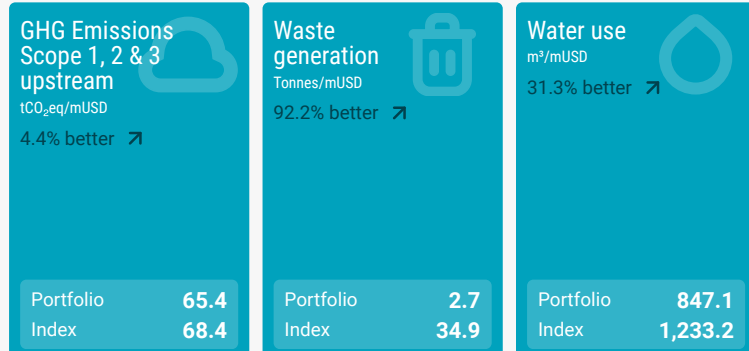 GHG Emissions
Scope 1, 2 & 3
upstream
tCO₂eq/mUSD
4.4% better
Portfolio 65.4
Index 68.4
Waste
generation
Tonnes/mUSD
92.2% better
Portfolio 2.7
Index 34.9
Water use
m³/mUSD
31.3% better
Portfolio 847.1
Index 1,233.2